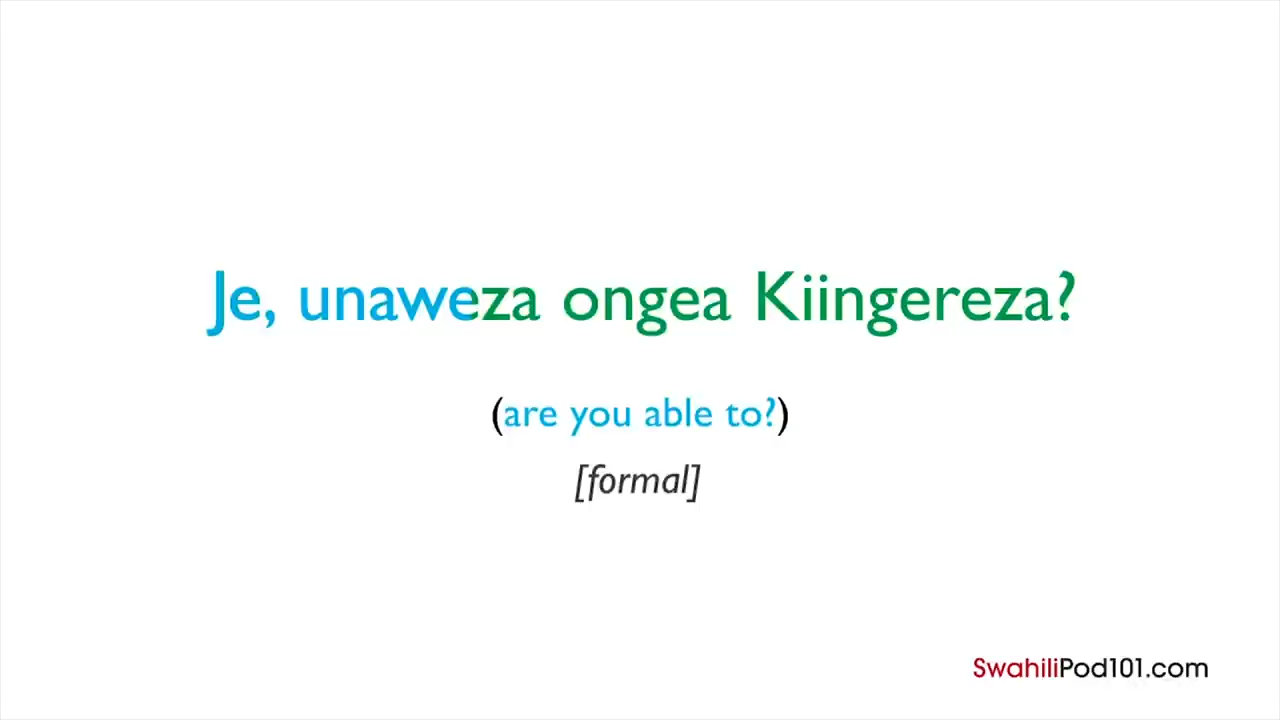 Je, unaweza ongea Kiingereza?
(are you able to?)
[formal]
SwahiliPod101.com